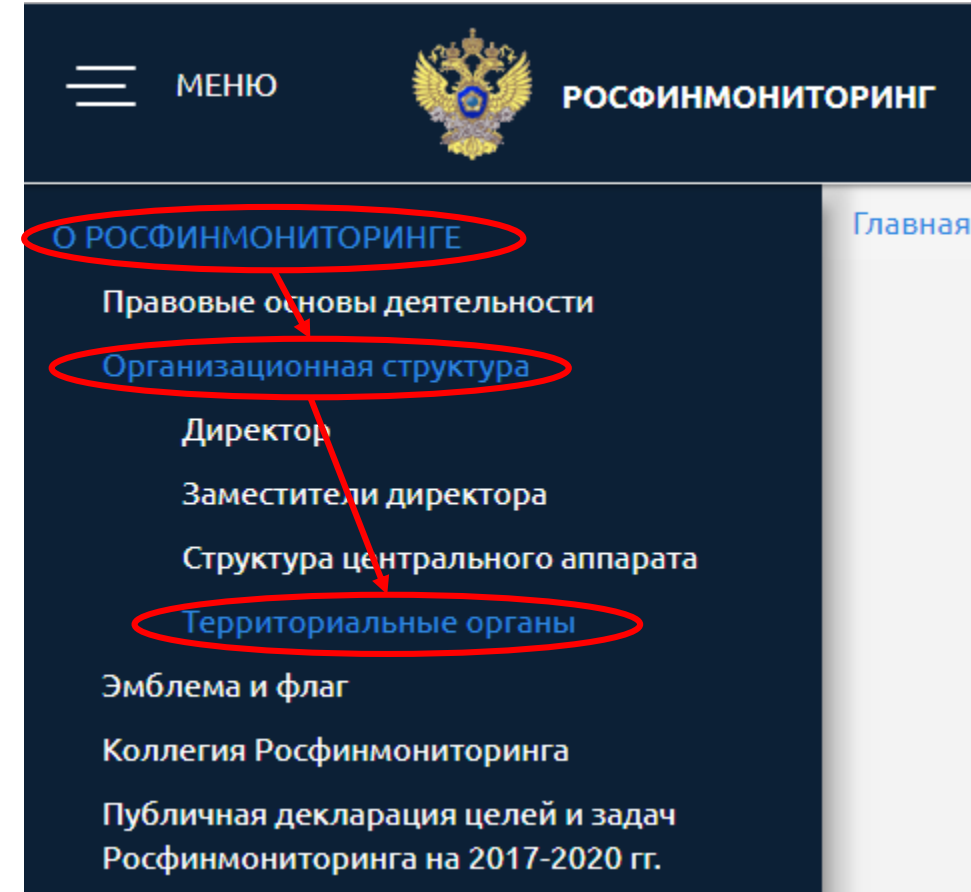 МЕНЮ
РОСФИНМОНИТОРИНГ
О РОСФИНМОНИТОРИНГЕ
Главная
Правовые основы деятельности
Организационная структура
Директор
Заместители директора
Структура центрального аппарата
Территориальные органы
Эмблема и флаг
Коллегия Росфинмониторинга
Публичная декларация целей и задач
Росфинмониторинга на 2017-2020 гг.